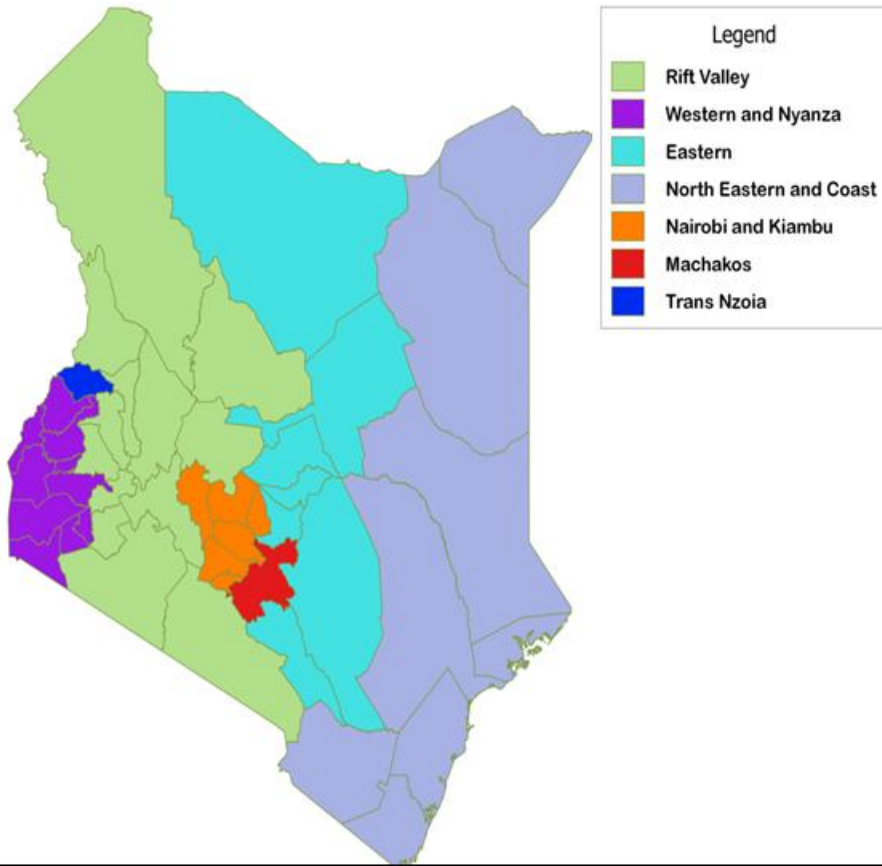 Legend
Rift Valley
Western and Nyanza
Eastern
North Eastern and Coast
Nairobi and Kiambu
Machakos
Trans Nzoia